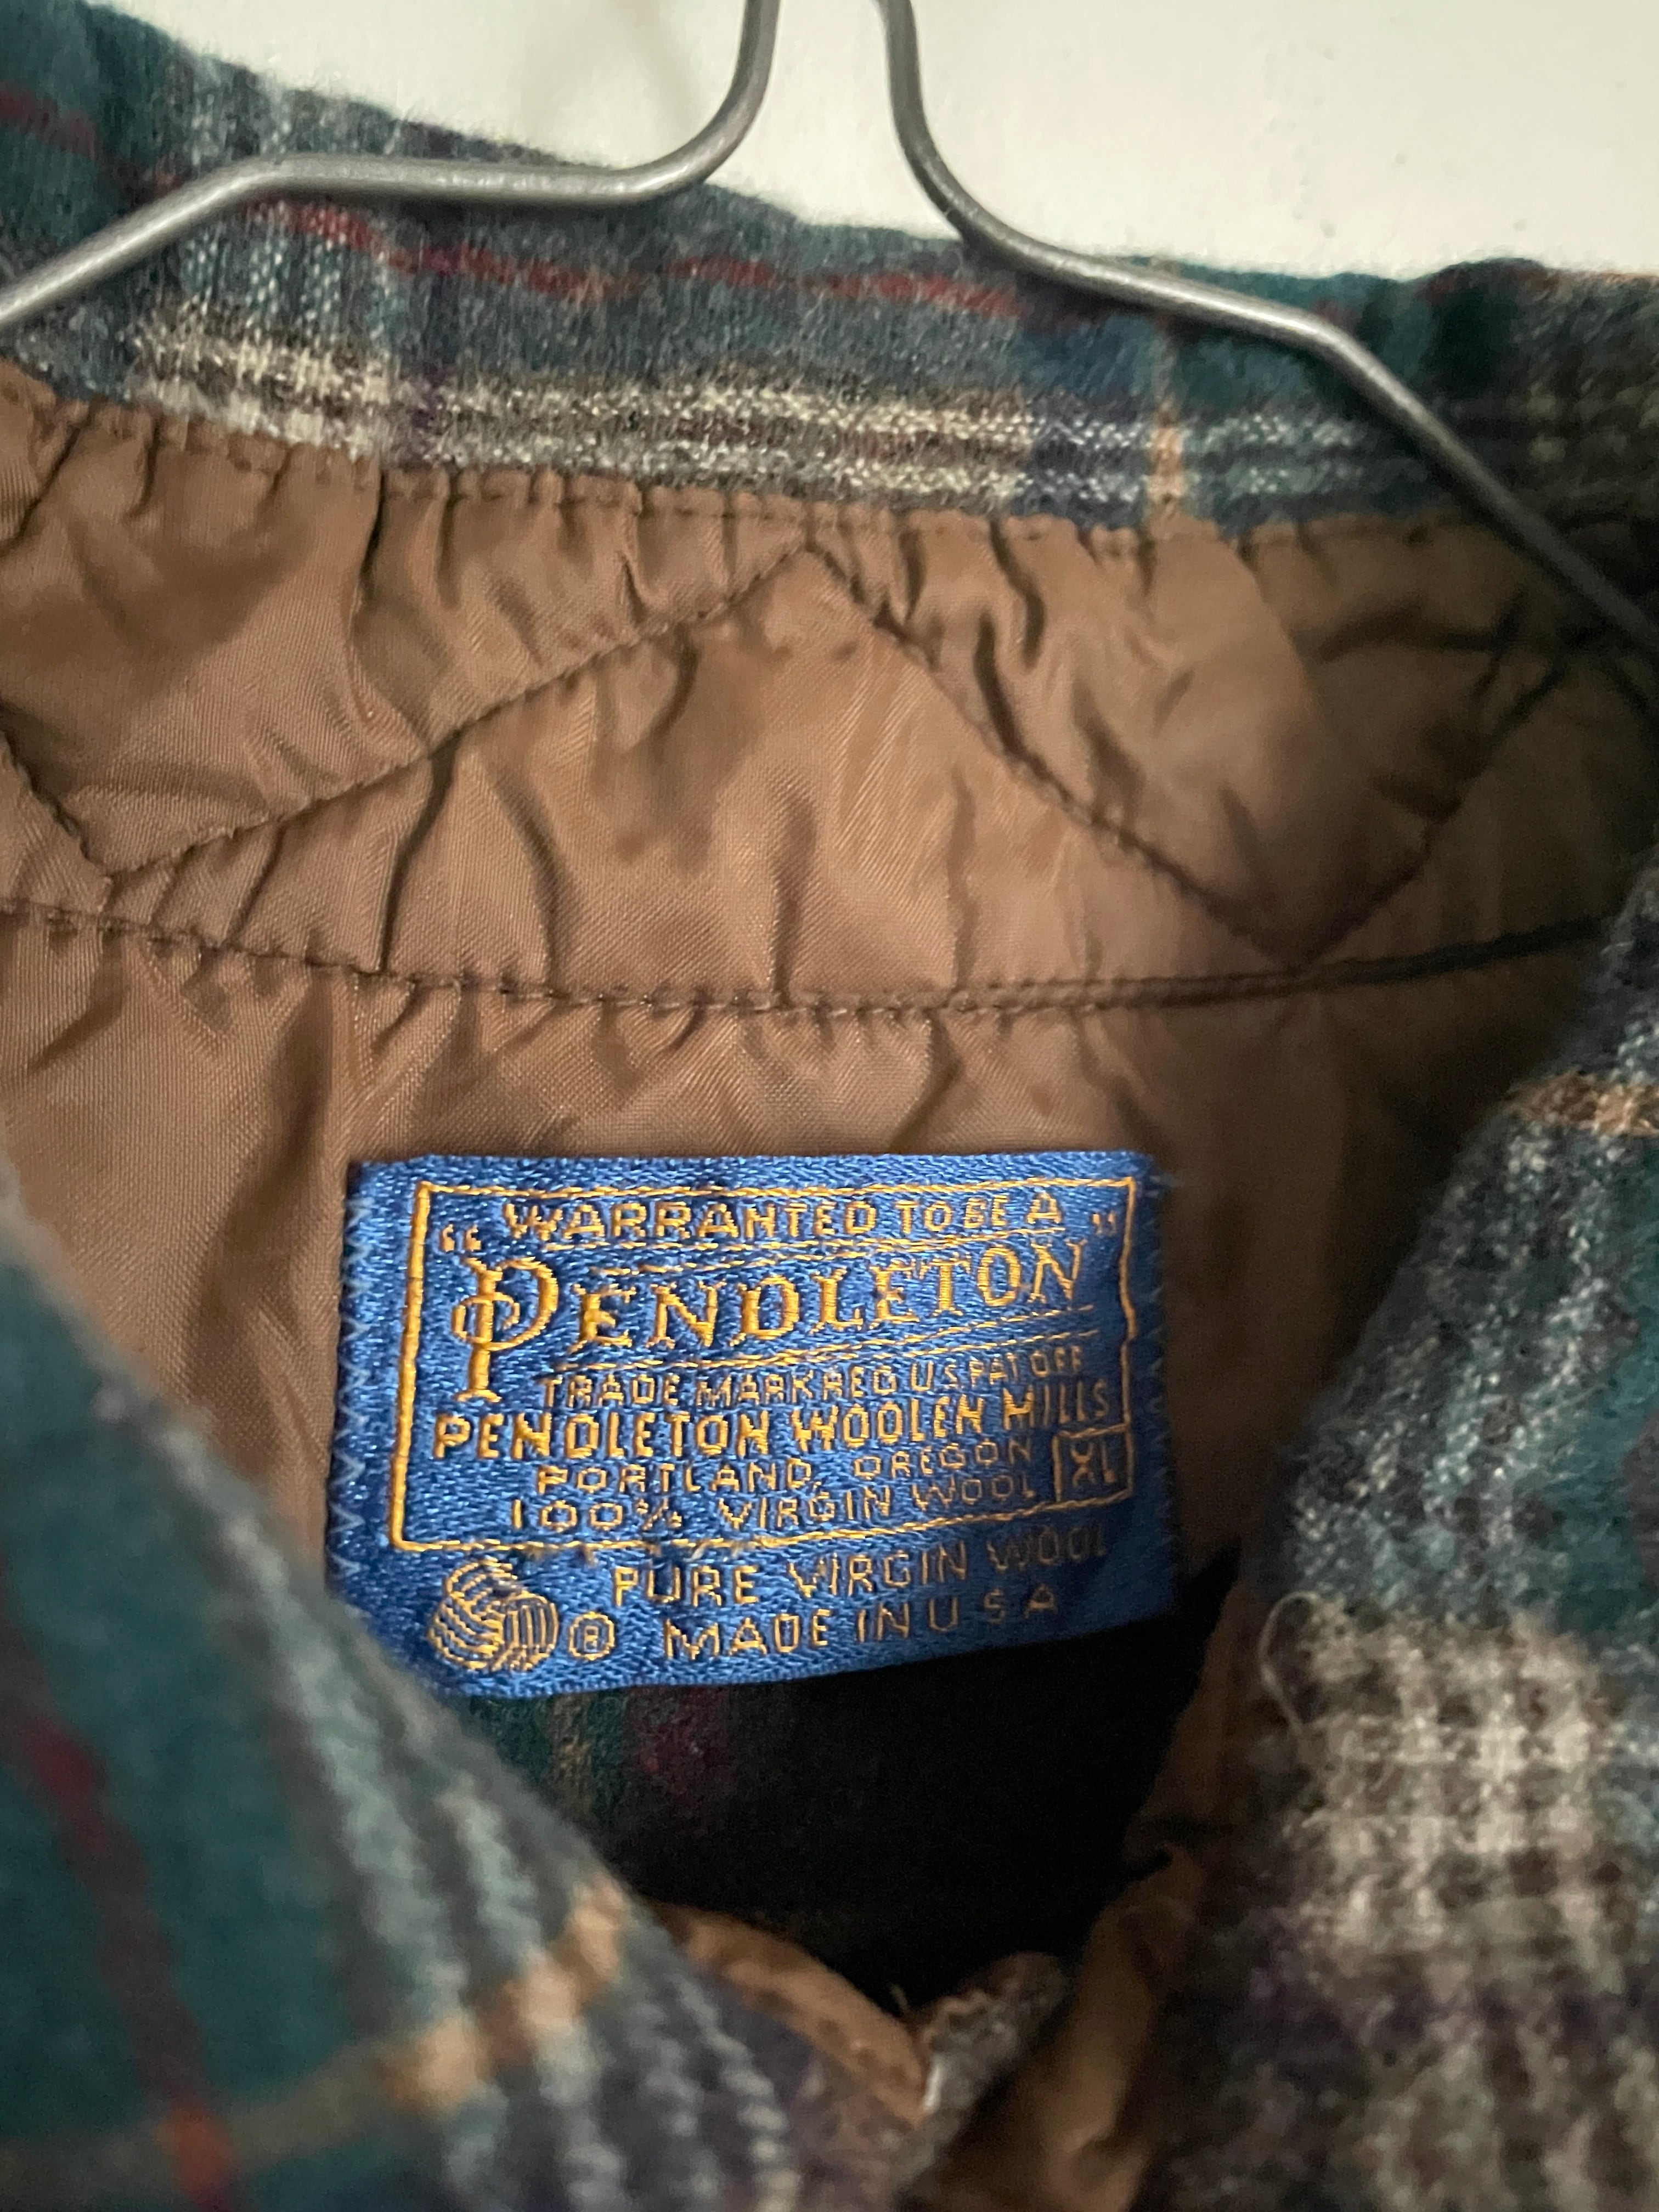 "WARRANTED TO BE A"
PENDLETON
TRADE MARK REG U.S. PAT OFF
PENDLETON WOOLEN MILLS
PORTLAND, OREGON
100% VIRGIN WOOL XL
PURE VIRGIN WOOL
® MADE IN USA